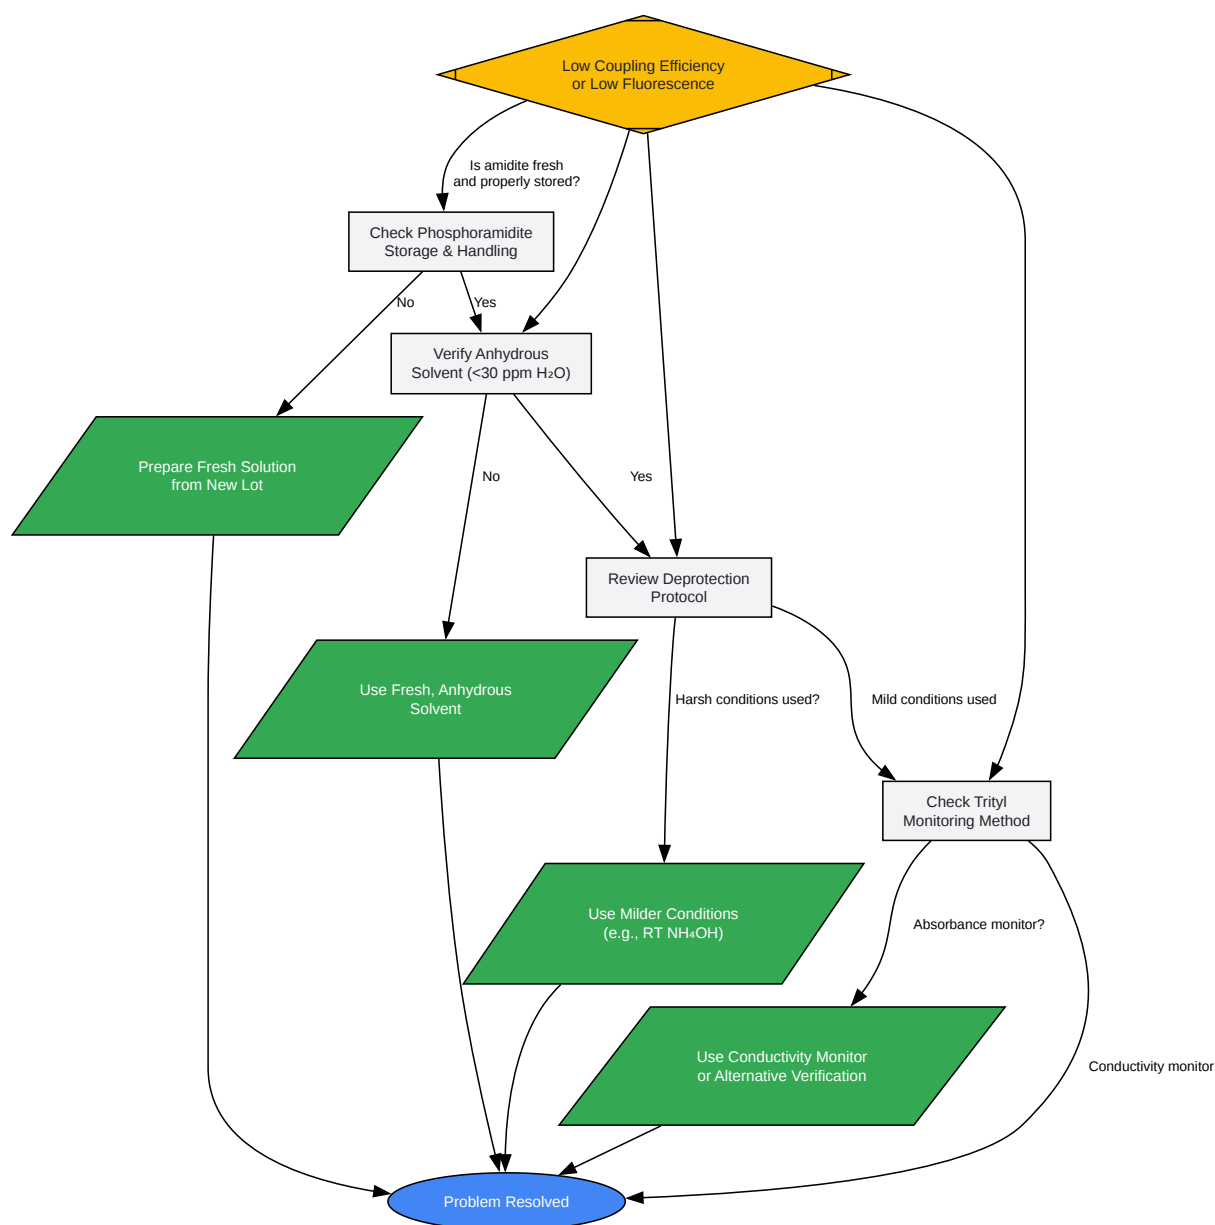 Low Coupling Efficiency
or Low Fluorescence
Is amidite fresh
and properly stored?
Check Phosphoramidite
Storage & Handling
No
Yes
Verify Anhydrous
Solvent (<30 ppm H₂O)
Prepare Fresh Solution
from New Lot
No
Yes
Review Deprotection
Protocol
Use Fresh, Anhydrous
Solvent
Harsh conditions used?
Mild conditions used
Check Trityl
Monitoring Method
Use Milder Conditions
(e.g., RT NH₄OH)
Absorbance monitor?
Use Conductivity Monitor
or Alternative Verification
Conductivity monitor
Problem Resolved